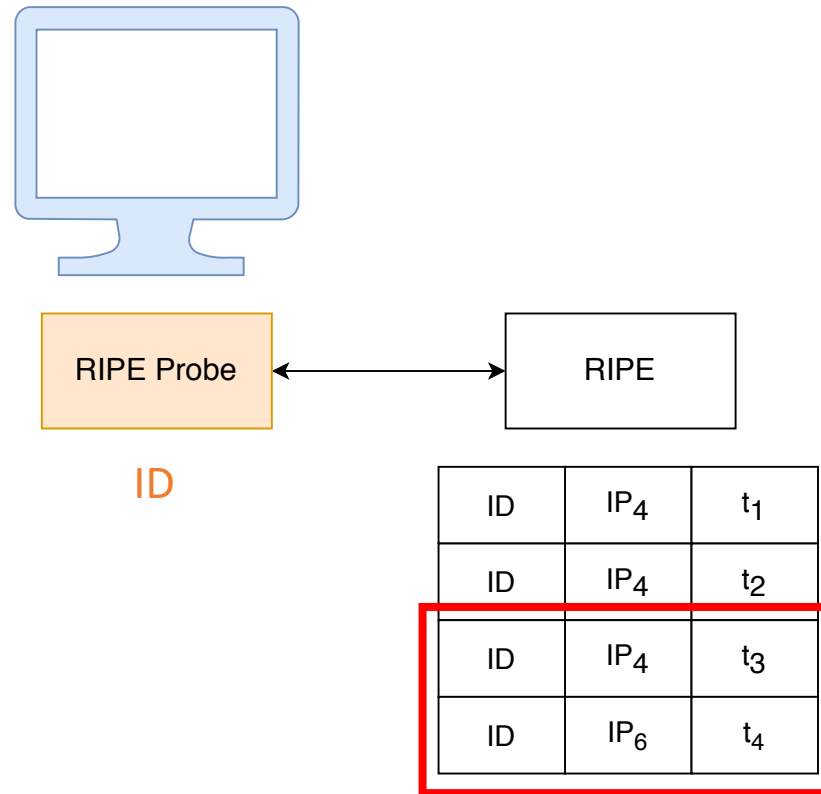 RIPE Probe
RIPE
ID
ID IP₄ t₁
ID IP₄ t₂
ID IP₄ t₃
ID IP₆ t₄